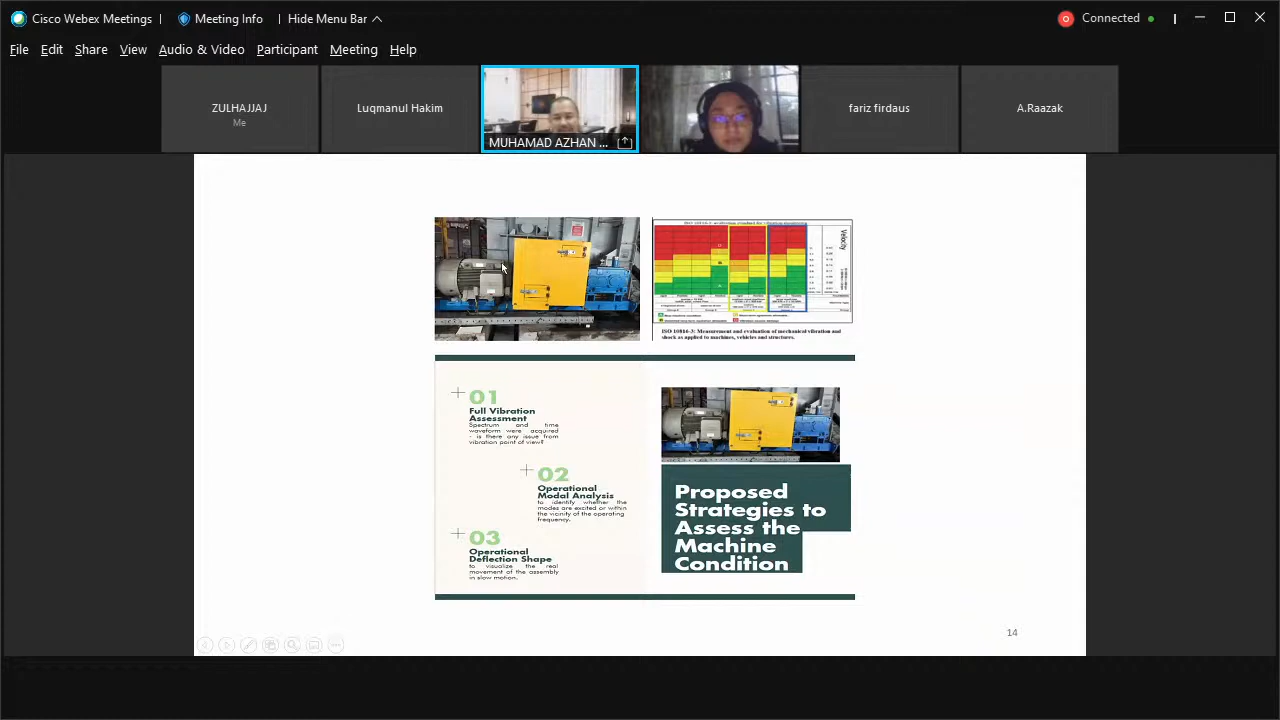 Cisco Webex Meetings
Meeting Info
Hide Menu Bar
Connected
File Edit Share View Audio & Video Participant Meeting Help
ZULHAJJAJ
Me
Luqmanul Hakim
MUHAMAD AZHAN ...
fariz firdaus
A.Raazak
Velocity
ISO 10816-3: Measurement and evaluation of mechanical vibration and
shock as applied to machines, vehicles and structures.
01
Full Vibration
Assessment
Spectrum and time
waveform were acquired
- is there any issue from
vibration point of view?
02
Operational
Modal Analysis
to identify whether the
modes are excited or within
the vicinity of the operating
frequency.
03
Operational
Deflection Shape
to visualize the real
movement of the assembly
in slow motion.
Proposed
Strategies to
Assess the
Machine
Condition
14